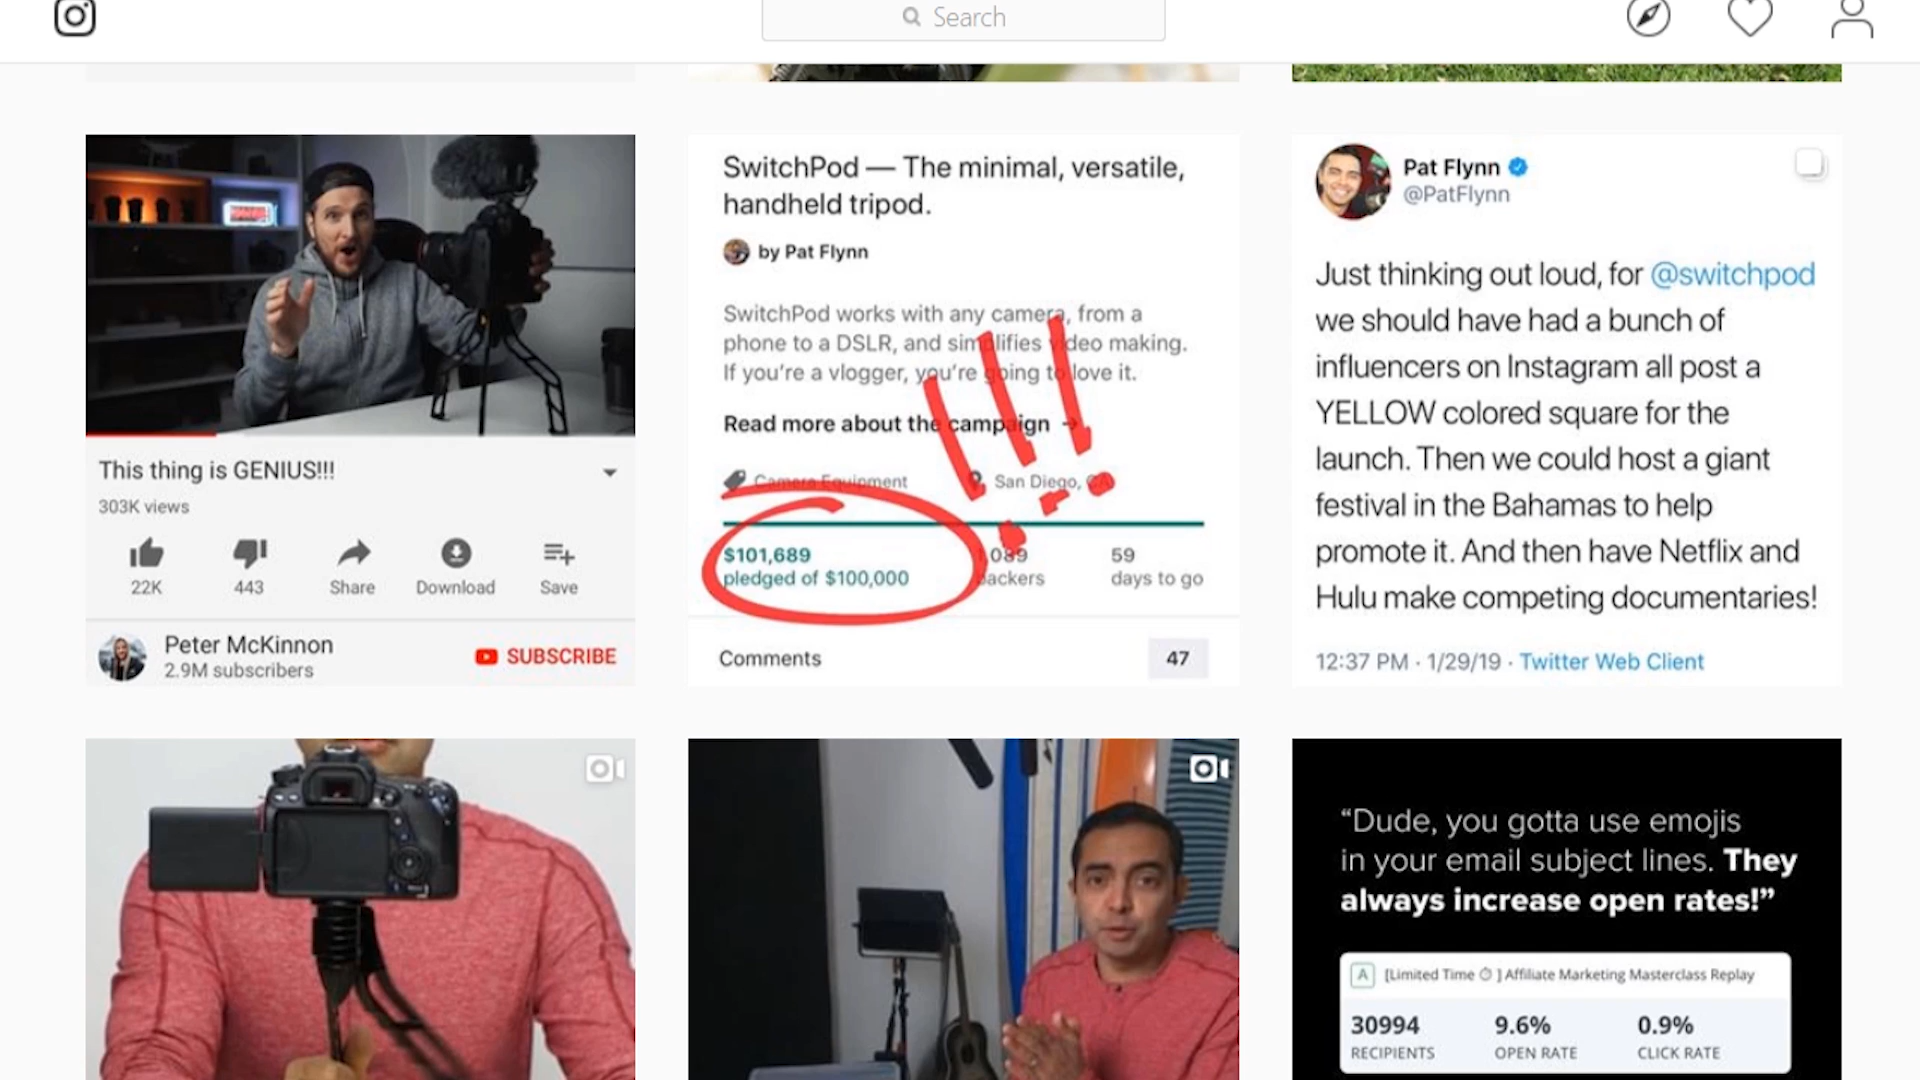 Search
This thing is GENIUS!!!
303K views
22K
443
Share
Download
Save
Peter McKinnon
2.9M subscribers
SUBSCRIBE
SwitchPod — The minimal, versatile,
handheld tripod.
by Pat Flynn
SwitchPod works with any camera, from a
phone to a DSLR, and simplifies video making.
If you're a vlogger, you're going to love it.
Read more about the campaign →
Camera Equipment
San Diego, CA
$101,689
pledged of $100,000
1,089
backers
59
days to go
Comments
47
Pat Flynn
@PatFlynn
Just thinking out loud, for @switchpod
we should have had a bunch of
influencers on Instagram all post a
YELLOW colored square for the
launch. Then we could host a giant
festival in the Bahamas to help
promote it. And then have Netflix and
Hulu make competing documentaries!
12:37 PM · 1/29/19 · Twitter Web Client
“Dude, you gotta use emojis
in your email subject lines. They
always increase open rates!”
A [Limited Time ⏱ ] Affiliate Marketing Masterclass Replay
30994
RECIPIENTS
9.6%
OPEN RATE
0.9%
CLICK RATE